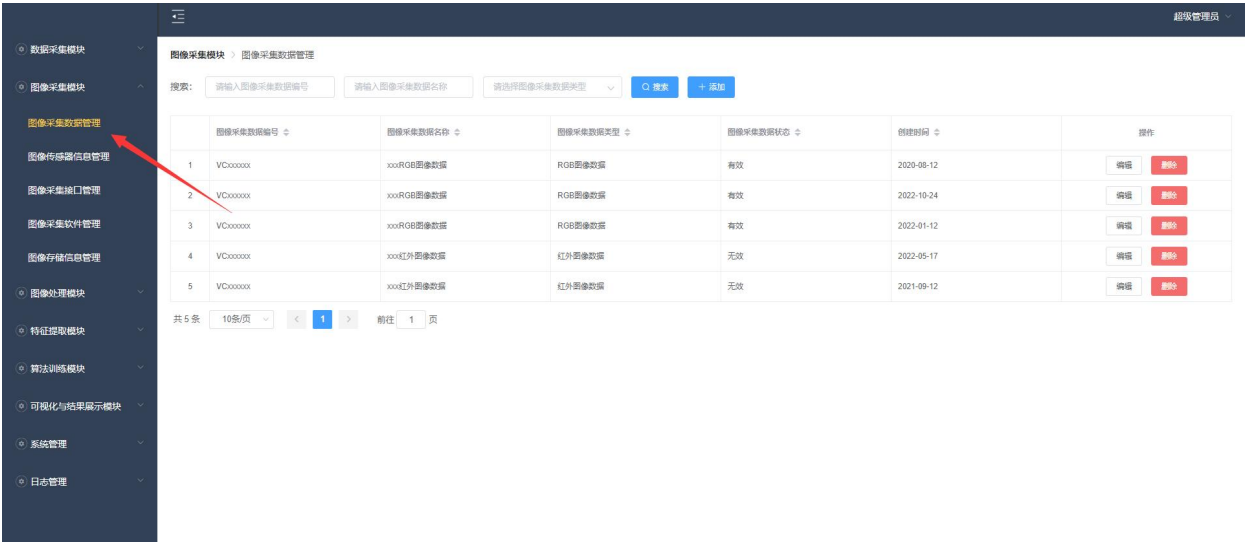 超级管理员
数据采集模块
图像采集模块
图像采集数据管理
图像传感器信息管理
图像采集接口管理
图像采集软件管理
图像存储信息管理
图像处理模块
特征提取模块
算法训练模块
可视化与结果展示模块
系统管理
日志管理
图像采集模块 > 图像采集数据管理
搜索: 请输入图像采集数据编号 请输入图像采集数据名称 请选择图像采集数据类型 搜索 + 添加
图像采集数据编号 图像采集数据名称 图像采集数据类型 图像采集数据状态 创建时间 操作
1 VCxxxxxx xxxRGB图像数据 RGB图像数据 有效 2020-08-12 编辑 删除
2 VCxxxxxx xxxRGB图像数据 RGB图像数据 有效 2022-10-24 编辑 删除
3 VCxxxxxx xxxRGB图像数据 RGB图像数据 有效 2022-01-12 编辑 删除
4 VCxxxxxx xxx红外图像数据 红外图像数据 无效 2022-05-17 编辑 删除
5 VCxxxxxx xxx红外图像数据 红外图像数据 无效 2021-09-12 编辑 删除
共 5 条 10条/页 < 1 > 前往 1 页